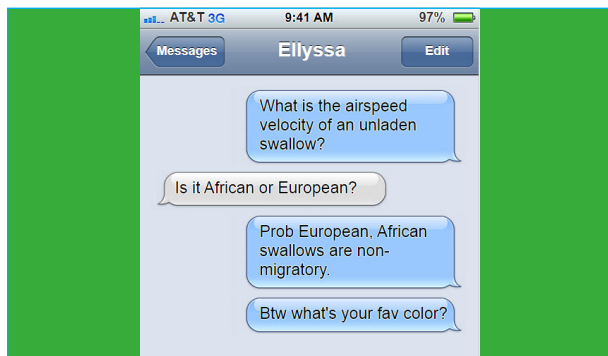 AT&T 3G 9:41 AM 97%
Messages Ellyssa Edit
What is the airspeed
velocity of an unladen
swallow?
Is it African or European?
Prob European, African
swallows are non-
migratory.
Btw what's your fav color?